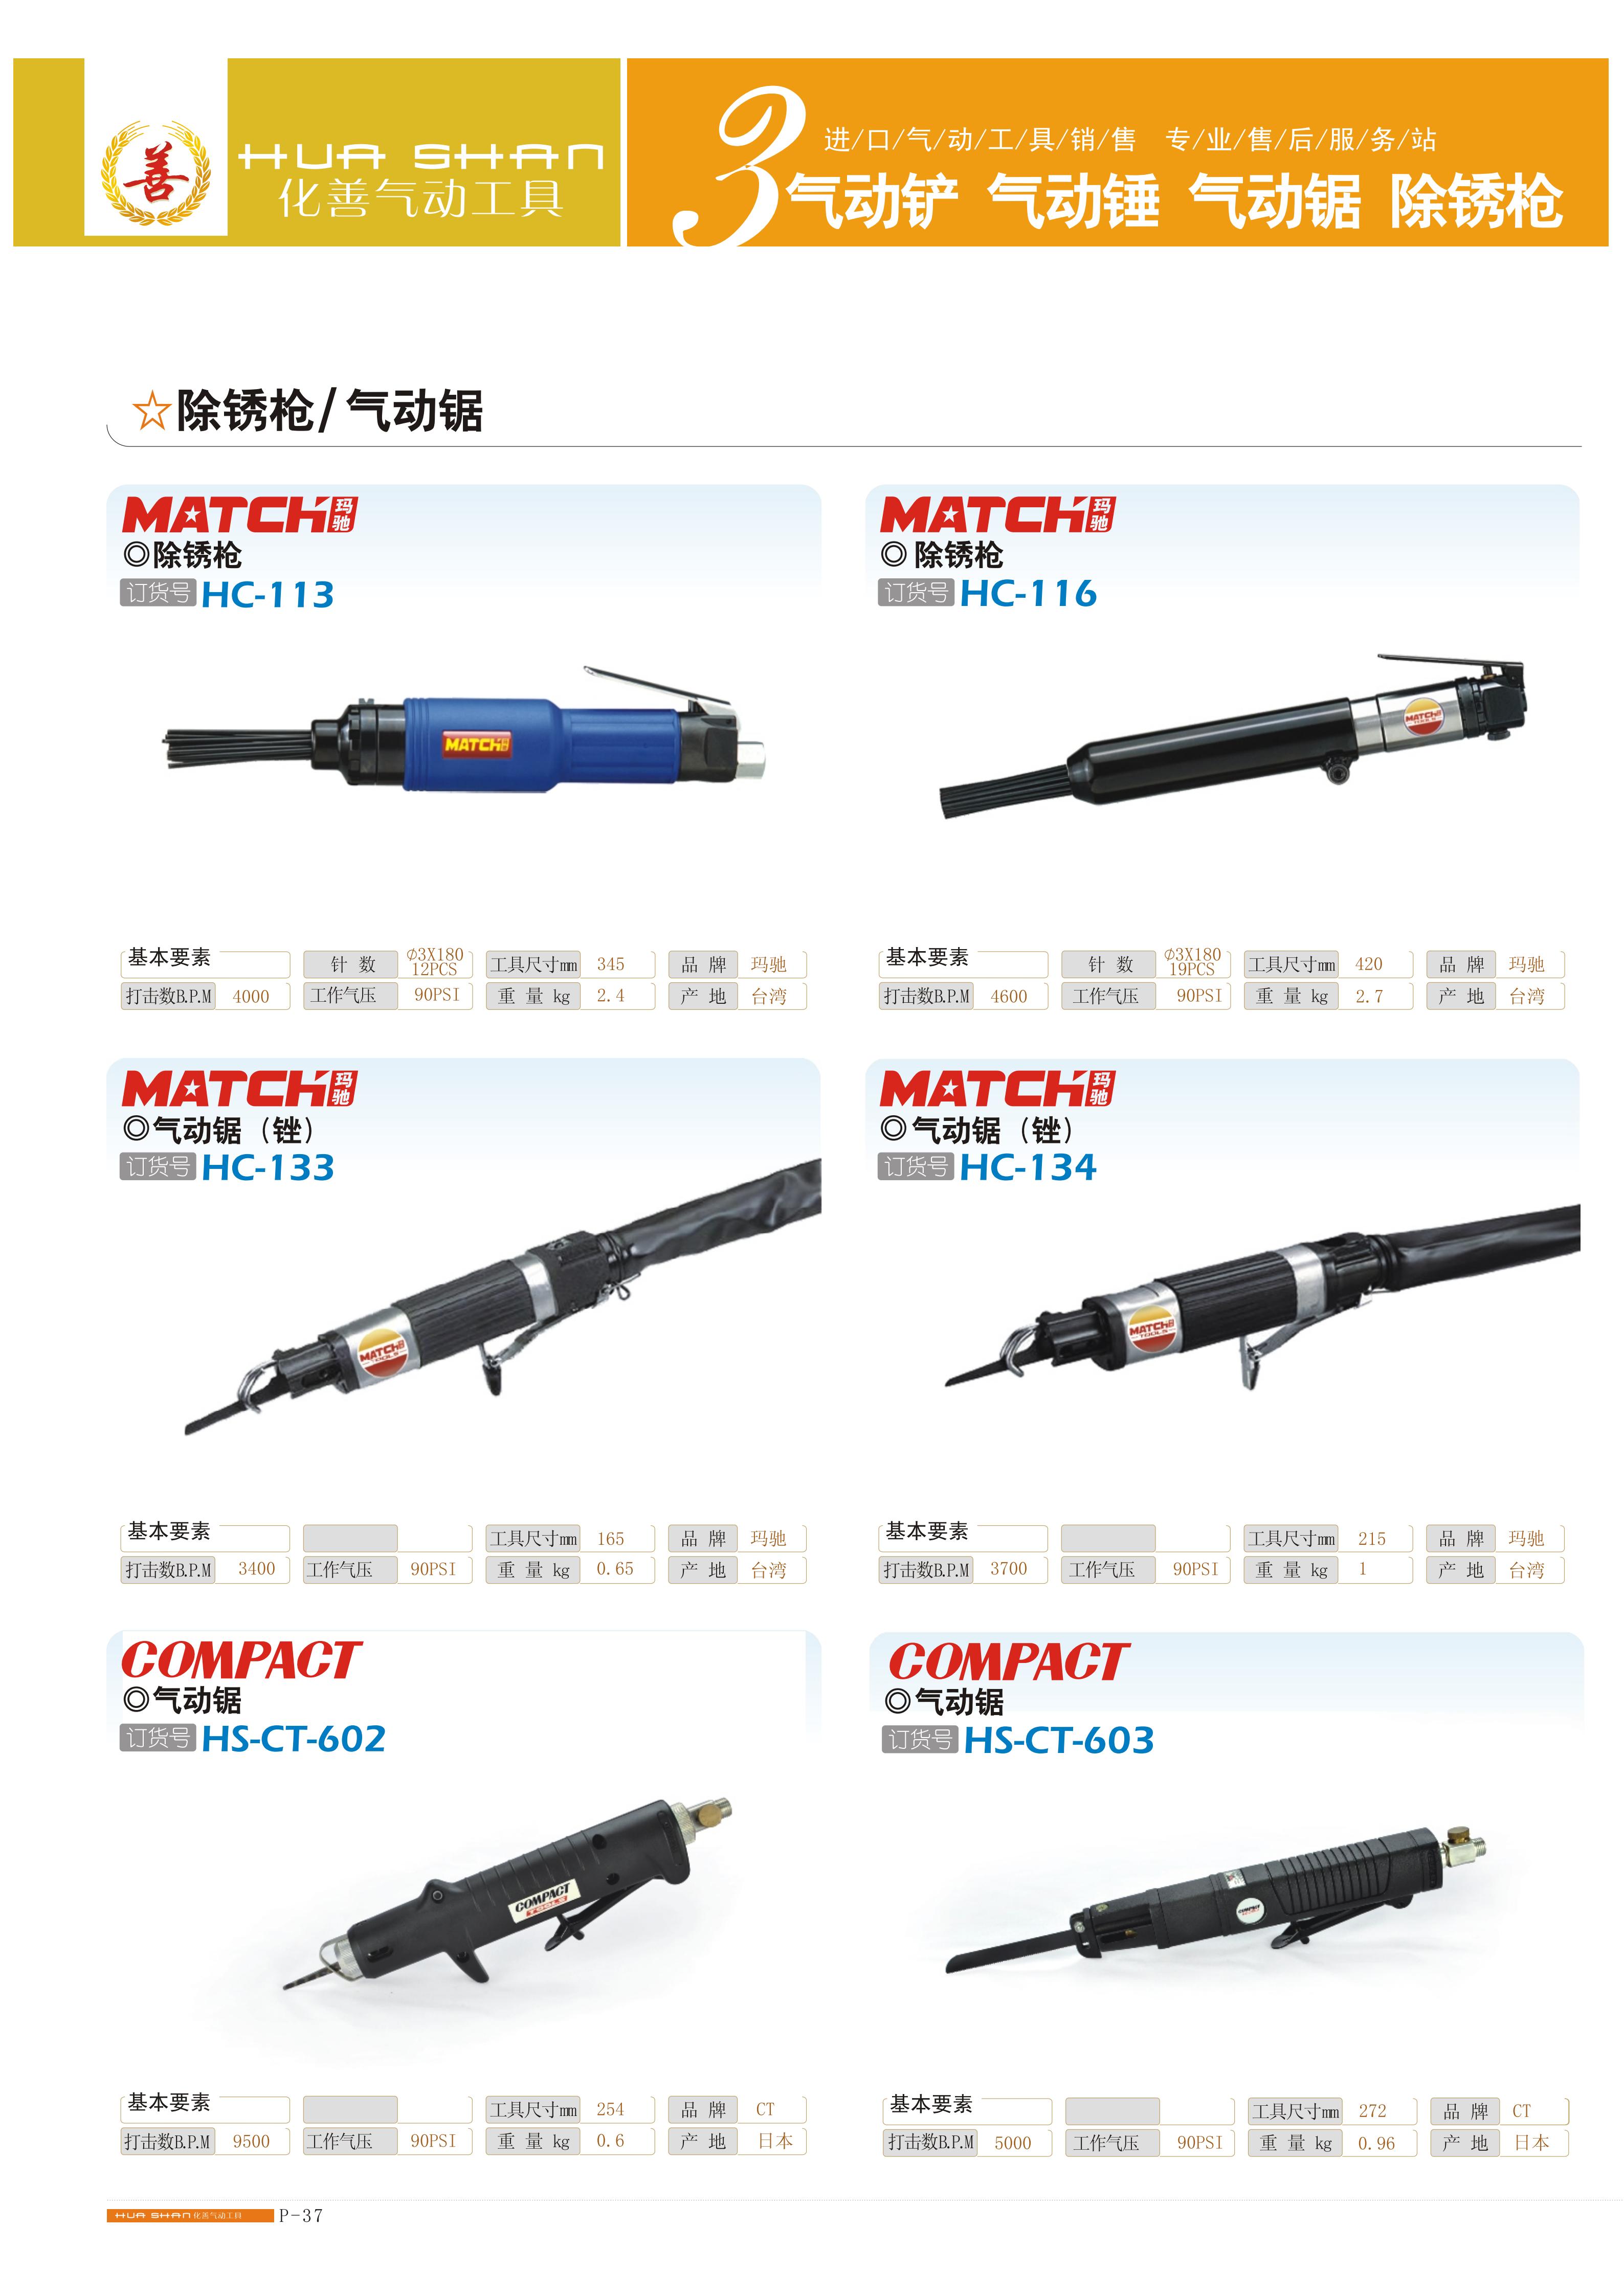 善
HUA SHAN
化善气动工具
3
进/口/气/动/工/具/销/售 专/业/售/后/服/务/站
气动铲 气动锤 气动锯 除锈枪
☆除锈枪/气动锯
MATCH玛驰
◎除锈枪
订货号 HC-113
MATCH
基本要素 针 数 Ø3X180 12PCS 工具尺寸mm 345 品 牌 玛驰
打击数B.P.M 4000 工作气压 90PSI 重 量 kg 2.4 产 地 台湾
MATCH玛驰
◎除锈枪
订货号 HC-116
MATCH
基本要素 针 数 Ø3X180 19PCS 工具尺寸mm 420 品 牌 玛驰
打击数B.P.M 4600 工作气压 90PSI 重 量 kg 2.7 产 地 台湾
MATCH玛驰
◎气动锯（锉）
订货号 HC-133
MATCH
TOOLS
基本要素 工具尺寸mm 165 品 牌 玛驰
打击数B.P.M 3400 工作气压 90PSI 重 量 kg 0.65 产 地 台湾
MATCH玛驰
◎气动锯（锉）
订货号 HC-134
MATCH
TOOLS
基本要素 工具尺寸mm 215 品 牌 玛驰
打击数B.P.M 3700 工作气压 90PSI 重 量 kg 1 产 地 台湾
COMPACT
◎气动锯
订货号 HS-CT-602
COMPACT
TOOLS
基本要素 工具尺寸mm 254 品 牌 CT
打击数B.P.M 9500 工作气压 90PSI 重 量 kg 0.6 产 地 日本
COMPACT
◎气动锯
订货号 HS-CT-603
COMPACT
基本要素 工具尺寸mm 272 品 牌 CT
打击数B.P.M 5000 工作气压 90PSI 重 量 kg 0.96 产 地 日本
HUA SHAN 化善气动工具 P-37